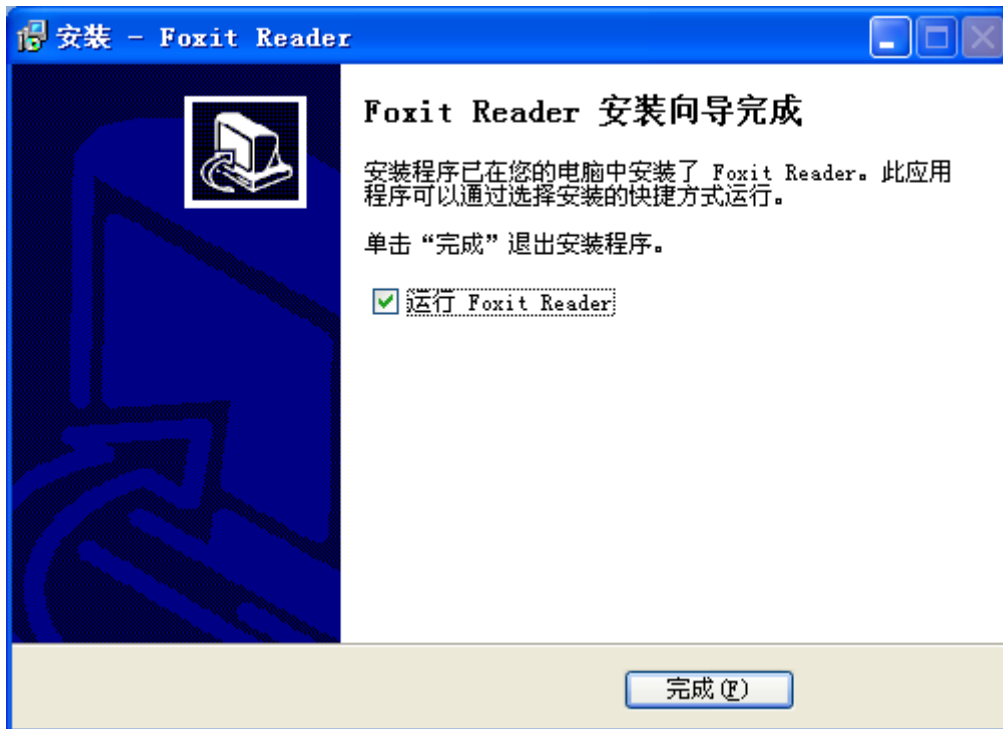 安装 - Foxit Reader
Foxit Reader 安装向导完成
安装程序已在您的电脑中安装了 Foxit Reader。此应用
程序可以通过选择安装的快捷方式运行。
单击“完成”退出安装程序。
运行 Foxit Reader
完成(F)